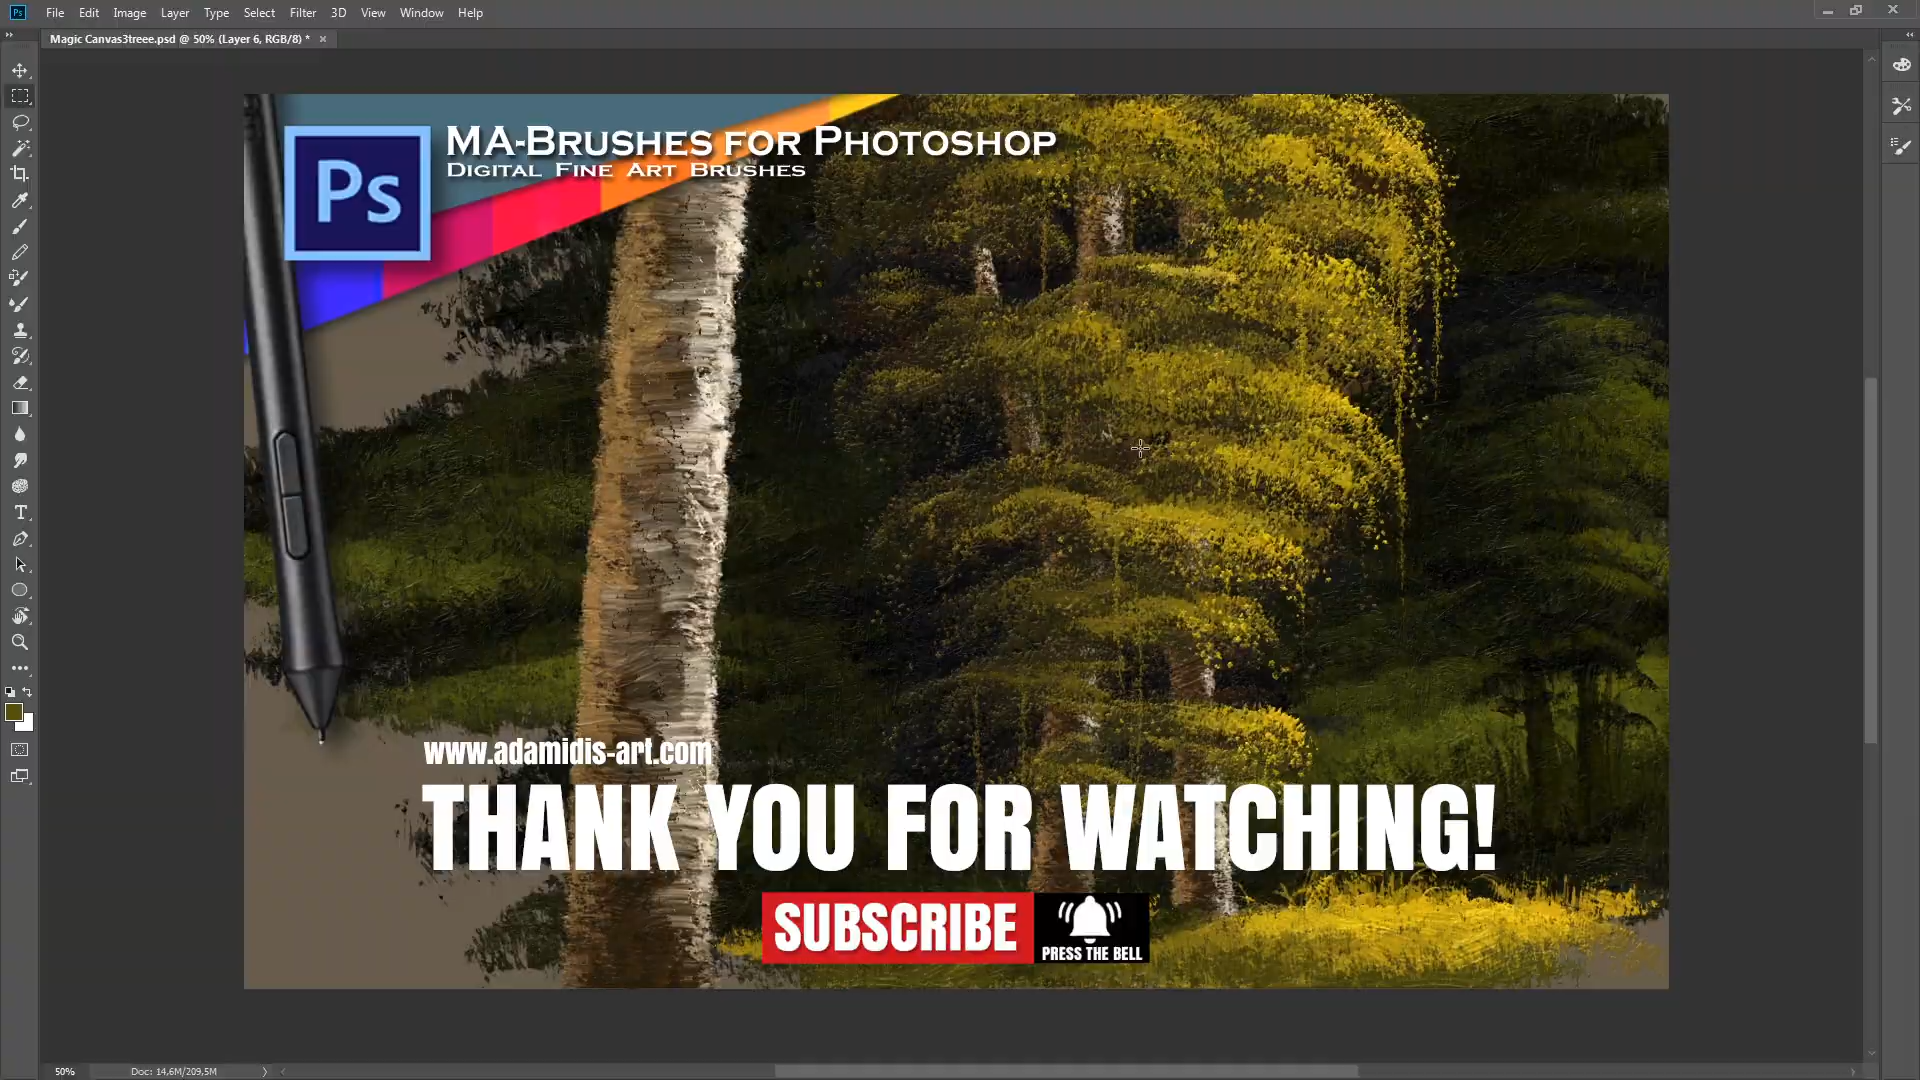 Ps
File Edit Image Layer Type Select Filter 3D View Window Help
Magic Canvas3treee.psd @ 50% (Layer 6, RGB/8) *
Ps
MA-Brushes for Photoshop
Digital Fine Art Brushes
www.adamidis-art.com
THANK YOU FOR WATCHING!
SUBSCRIBE
PRESS THE BELL
50%
Doc: 14,6M/209,5M